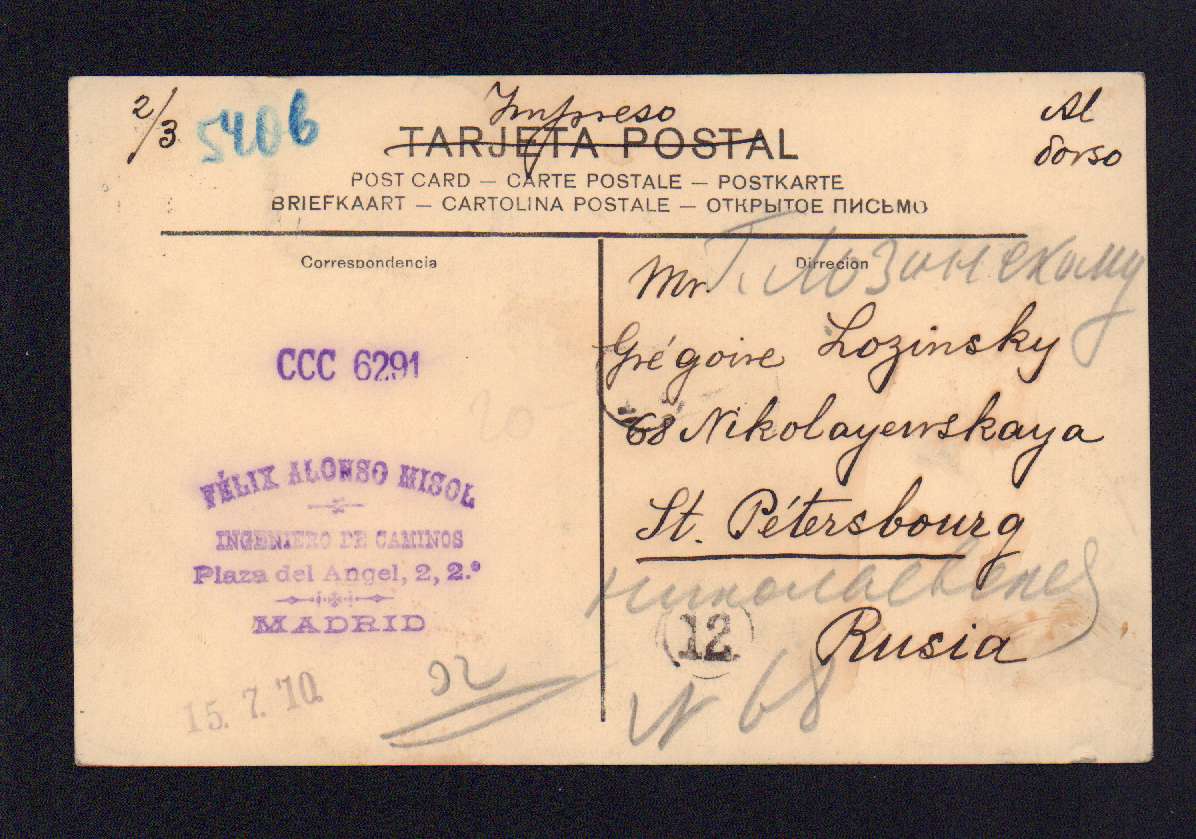 2/3
5406
Impreso
Al
dorso
TARJETA POSTAL
POST CARD — CARTE POSTALE — POSTKARTE
BRIEFKAART — CARTOLINA POSTALE — ОТКРЫТОЕ ПИСЬМО
Correspondencia
CCC 6291
FÉLIX ALONSO MISOL
INGENIERO DE CAMINOS
Plaza del Angel, 2, 2.º
MADRID
15. 7. 10.
Dirrecion
Г. Лозинскому
Mr.
Grégoire Lozinsky
68 Nikolayewskaya
St. Pétersbourg
Николаевская
Rusia
12
N 68